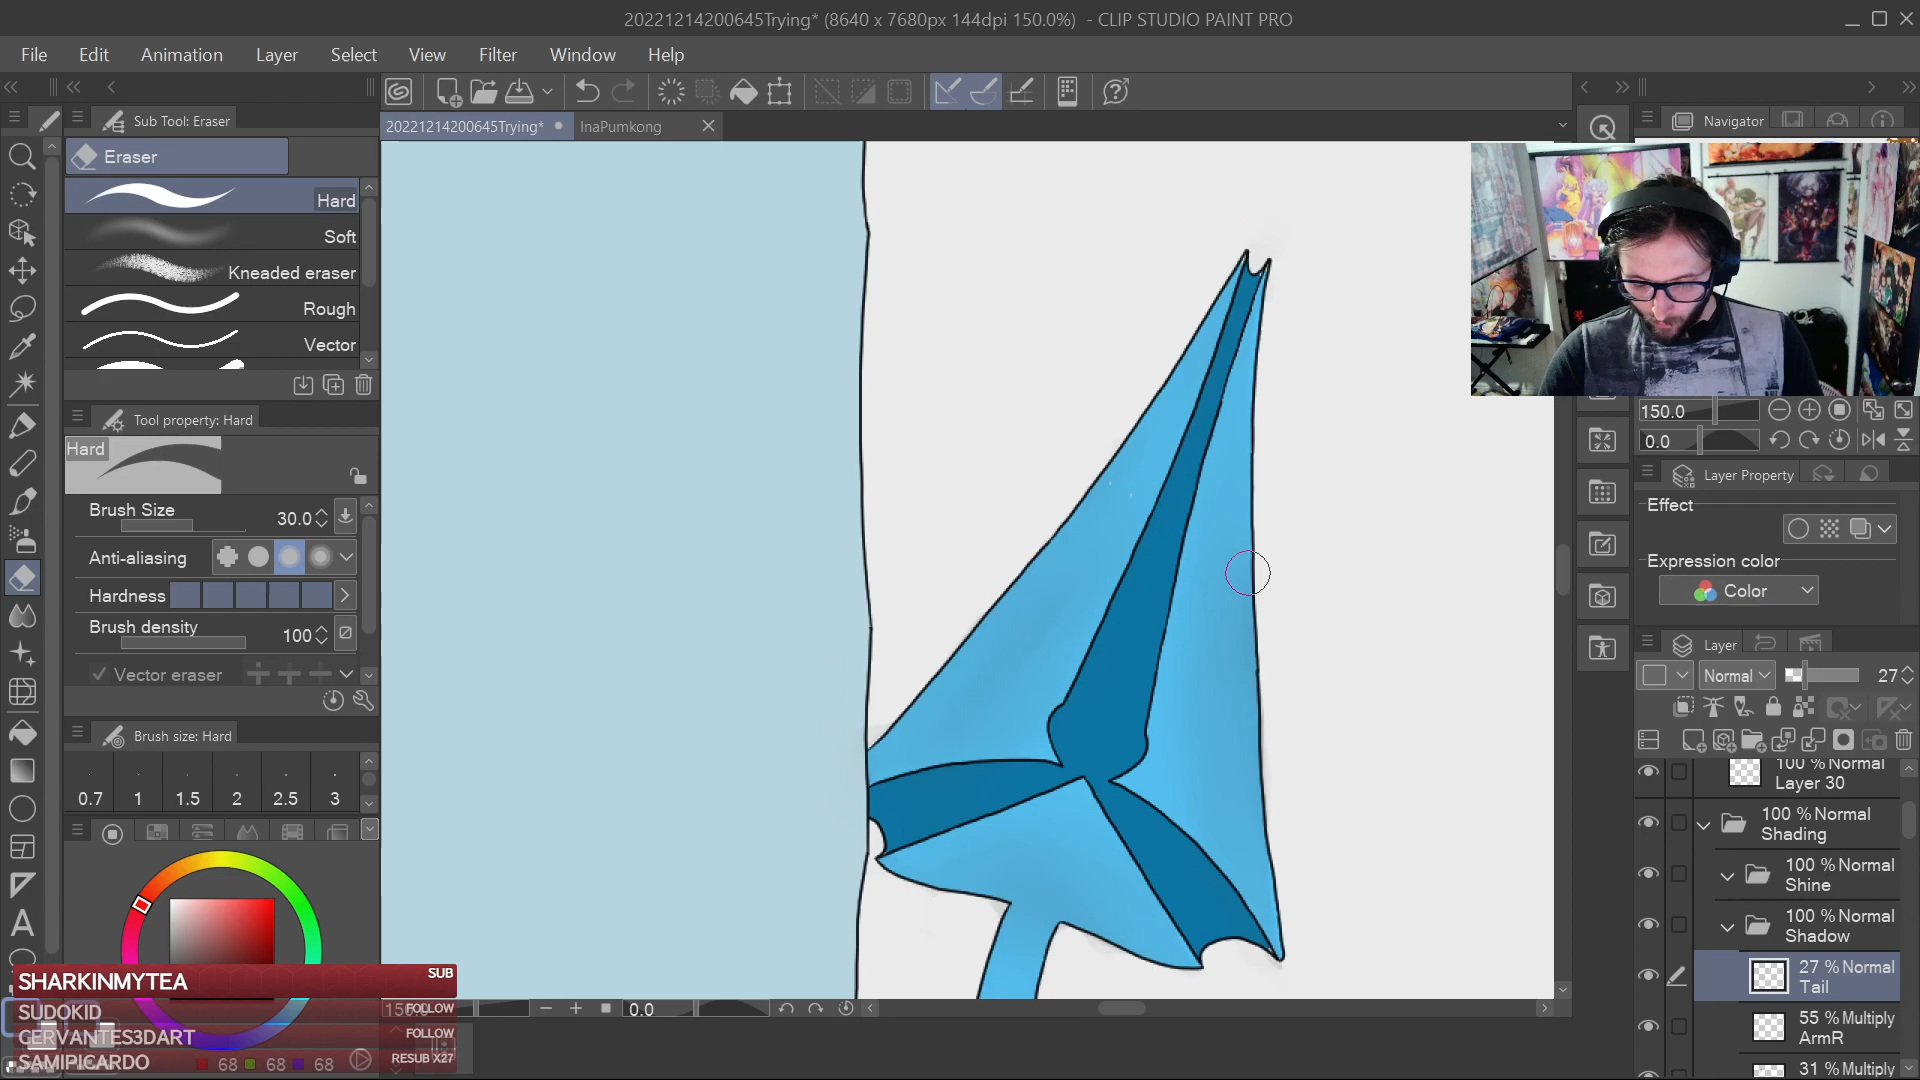 20221214200645Trying* (8640 x 7680px 144dpi 150.0%) - CLIP STUDIO PAINT PRO
File Edit Animation Layer Select View Filter Window Help
Sub Tool: Eraser
20221214200645Trying* InaPumkong
Navigator
Eraser
Hard
Soft
Kneaded eraser
Rough
Vector
Tool property: Hard
Hard
Brush Size 30.0
Anti-aliasing
Hardness
Brush density 100
Vector eraser
Brush size: Hard
0.7 1 1.5 2 2.5 3
150.0
0.0
Layer Property
Effect
Expression color
Color
Layer
Normal 27
100 % Normal
Layer 30
100 % Normal
Shading
100 % Normal
Shine
100 % Normal
Shadow
27 % Normal
Tail
55 % Multiply
ArmR
31 % Multiply
SHARKINMYTEA SUB
SUDOKID FOLLOW
CERVANTES3DART FOLLOW
SAMIPICARDO RESUB X27
68 68 68
0.0